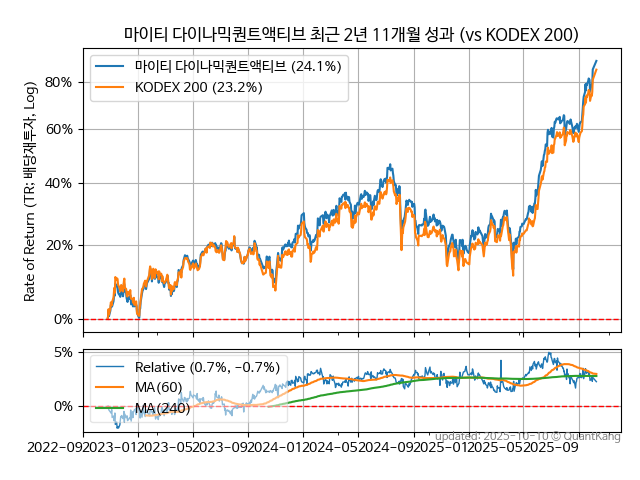 마이티 다이나믹퀀트액티브 최근 2년 11개월 성과 (vs KODEX 200)
Rate of Return (TR: 배당재투자, Log)
마이티 다이나믹퀀트액티브 (24.1%)
KODEX 200 (23.2%)
80%
60%
40%
20%
0%
5%
0%
Relative (0.7%, −0.7%)
MA(60)
MA(240)
updated: 2025-10-10 © QuantKang
2022−09
2023−01
2023−05
2023−09
2024−01
2024−05
2024−09
2025−01
2025−05
2025−09